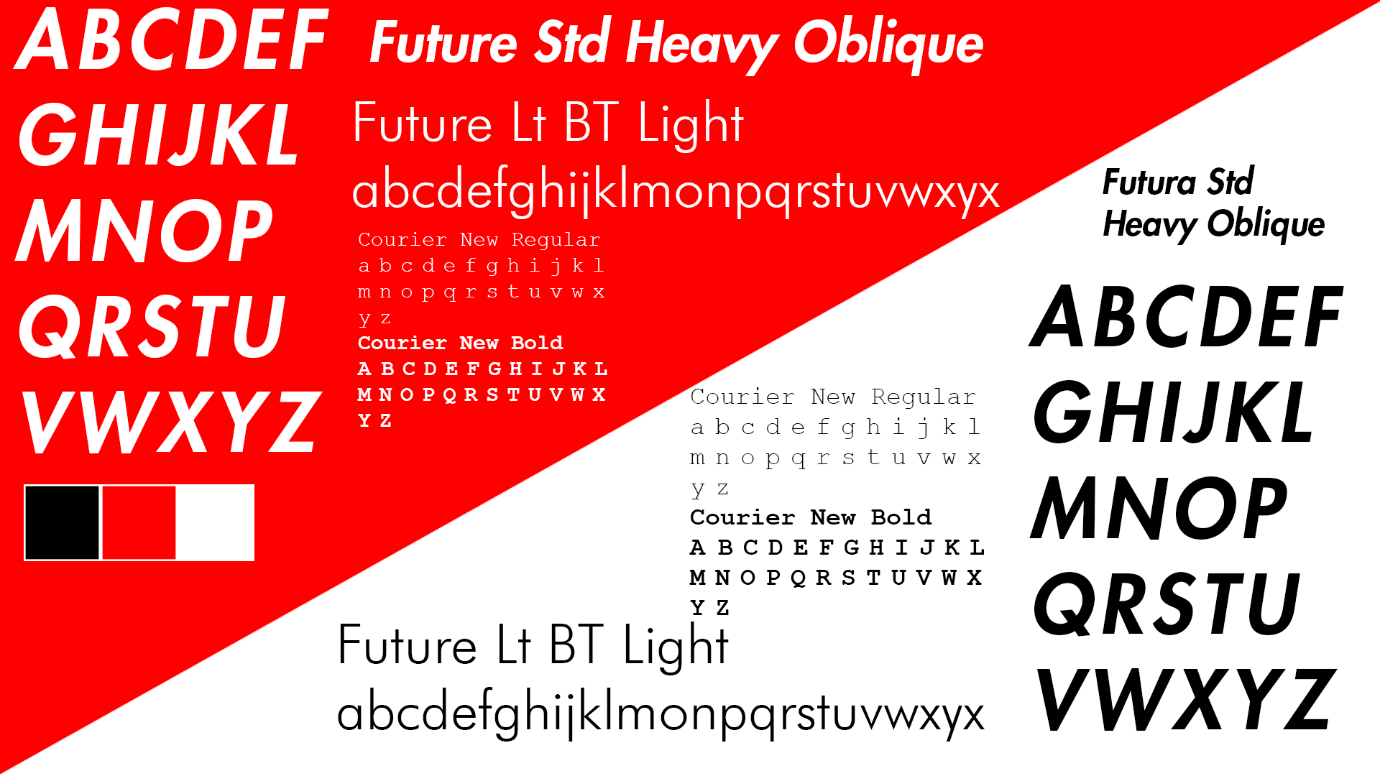 ABCDEF
GHIJKL
MNOP
QRSTU
VWXYZ
Future Std Heavy Oblique
Future Lt BT Light
abcdefghijklmonpqrstuvwxyx
Courier New Regular
a b c d e f g h i j k l
m n o p q r s t u v w x
y z
Courier New Bold
A B C D E F G H I J K L
M N O P Q R S T U V W X
Y Z
Courier New Regular
a b c d e f g h i j k l
m n o p q r s t u v w x
y z
Courier New Bold
A B C D E F G H I J K L
M N O P Q R S T U V W X
Y Z
Future Lt BT Light
abcdefghijklmonpqrstuvwxyx
Futura Std
Heavy Oblique
ABCDEF
GHIJKL
MNOP
QRSTU
VWXYZ